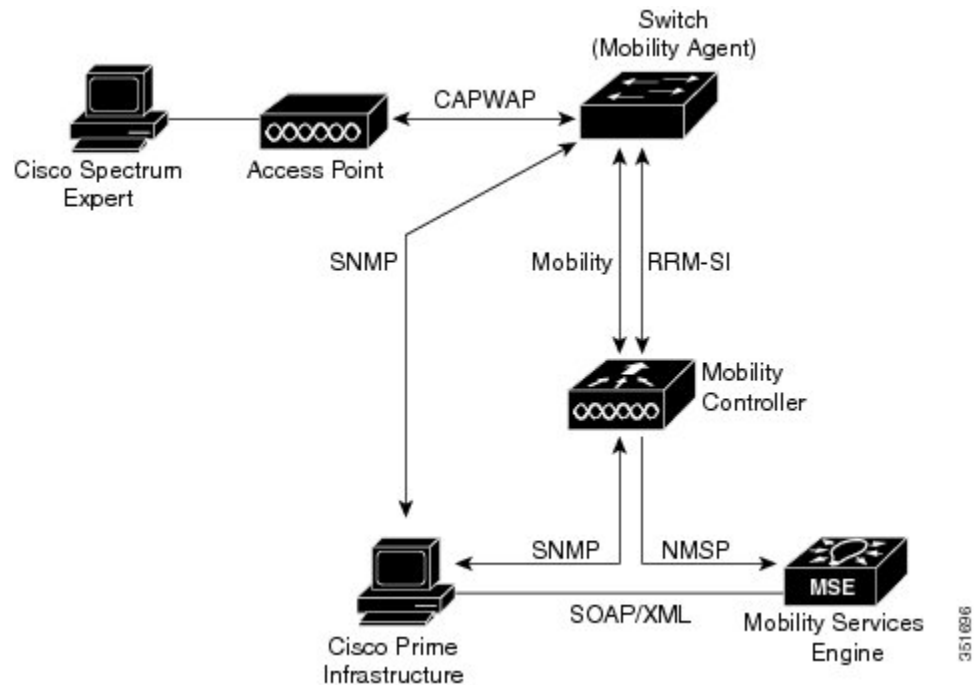 Switch
(Mobility Agent)
CAPWAP
Cisco Spectrum
Expert
Access Point
SNMP
Mobility
RRM-SI
Mobility
Controller
SNMP
NMSP
MSE
SOAP/XML
Cisco Prime
Infrastructure
Mobility Services
Engine
351696